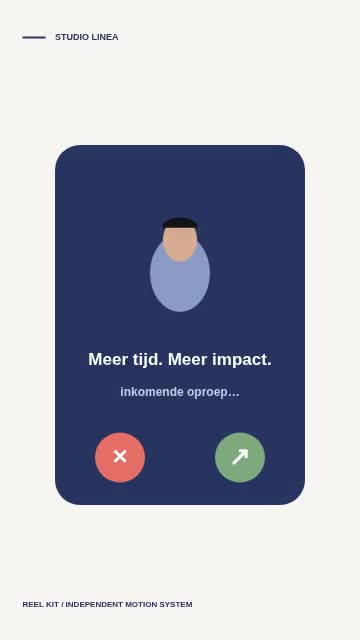 STUDIO LINEA
Meer tijd. Meer impact.
inkomende oproep...
REEL KIT / INDEPENDENT MOTION SYSTEM